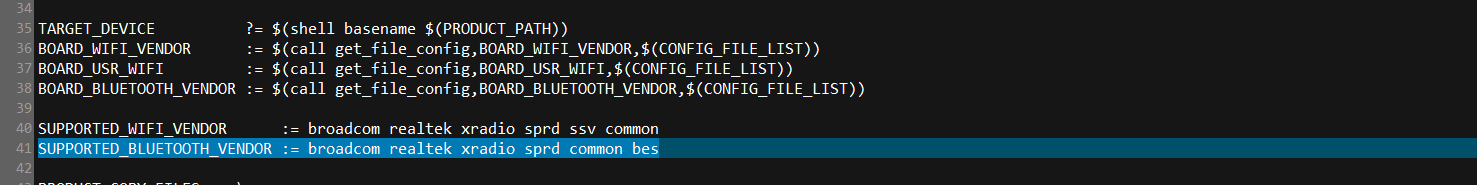 34
35 TARGET_DEVICE ?= $(shell basename $(PRODUCT_PATH))
36 BOARD_WIFI_VENDOR := $(call get_file_config,BOARD_WIFI_VENDOR,$(CONFIG_FILE_LIST))
37 BOARD_USR_WIFI := $(call get_file_config,BOARD_USR_WIFI,$(CONFIG_FILE_LIST))
38 BOARD_BLUETOOTH_VENDOR := $(call get_file_config,BOARD_BLUETOOTH_VENDOR,$(CONFIG_FILE_LIST))
39
40 SUPPORTED_WIFI_VENDOR := broadcom realtek xradio sprd ssv common
41 SUPPORTED_BLUETOOTH_VENDOR := broadcom realtek xradio sprd common bes
42